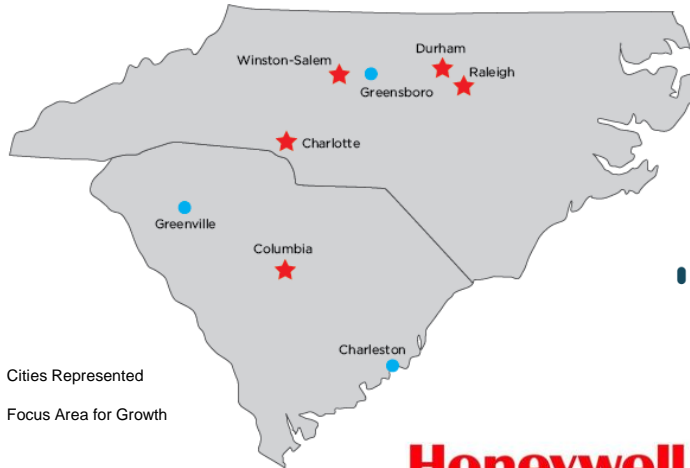 Durham
Winston-Salem
Raleigh
Greensboro
Charlotte
Greenville
Columbia
Charleston
Cities Represented
Focus Area for Growth
Honeywell